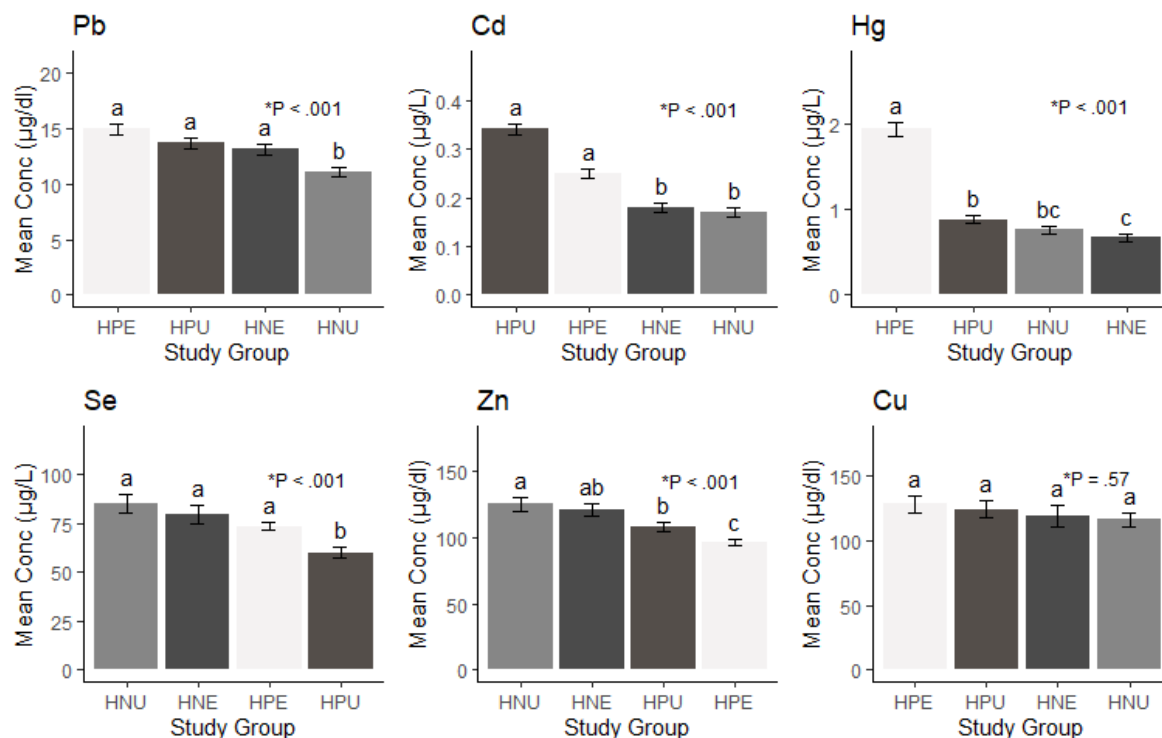 Pb
Mean Conc (µg/dl)
20
15
10
5
0
a
a
a
b
*P < .001
HPE HPU HNE HNU
Study Group
Cd
Mean Conc (µg/L)
0.4
0.3
0.2
0.1
0.0
a
a
b
b
*P < .001
HPU HPE HNE HNU
Study Group
Hg
Mean Conc (µg/L)
2
1
0
a
b
bc
c
*P < .001
HPE HPU HNU HNE
Study Group
Se
Mean Conc (µg/L)
100
75
50
25
0
a
a
a
b
*P < .001
HNU HNE HPE HPU
Study Group
Zn
Mean Conc (µg/dl)
150
100
50
0
a
ab
b
c
*P < .001
HNU HNE HPU HPE
Study Group
Cu
Mean Conc (µg/dl)
150
100
50
0
a
a
a
a
*P = .57
HPE HPU HNE HNU
Study Group